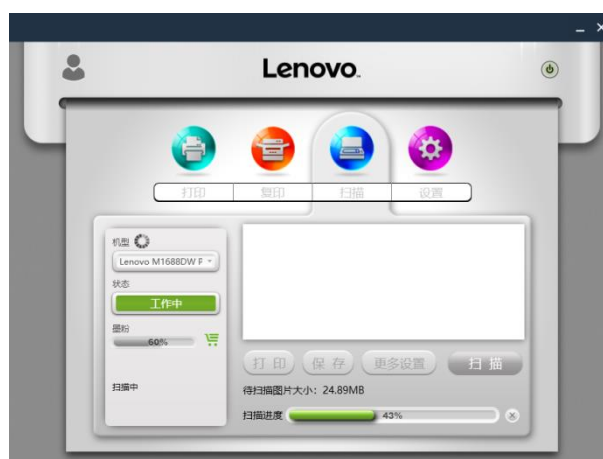 Lenovo
打印 复印 扫描 设置
机型
Lenovo M1688DW P
状态
工作中
墨粉
60%
扫描中
打印 保存 更多设置 扫描
待扫描图片大小：24.89MB
扫描进度 43%